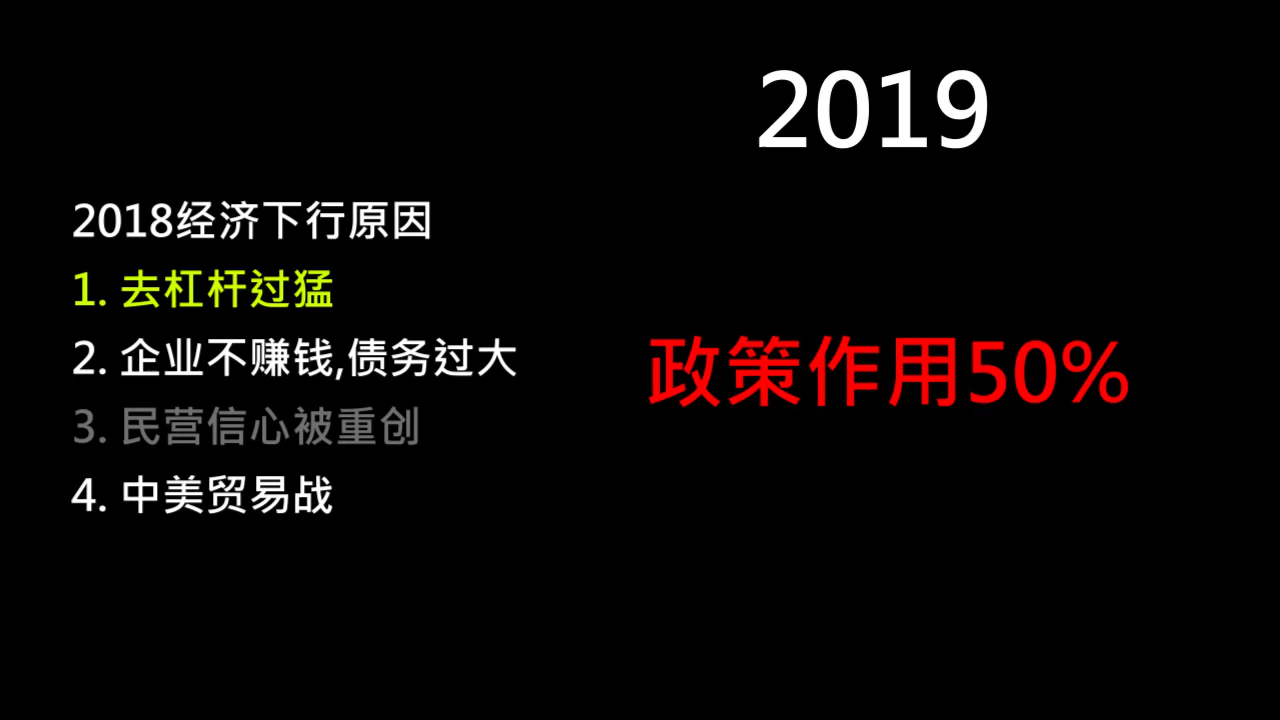 2019
2018经济下行原因
1. 去杠杆过猛
2. 企业不赚钱,债务过大
3. 民营信心被重创
4. 中美贸易战
政策作用50%